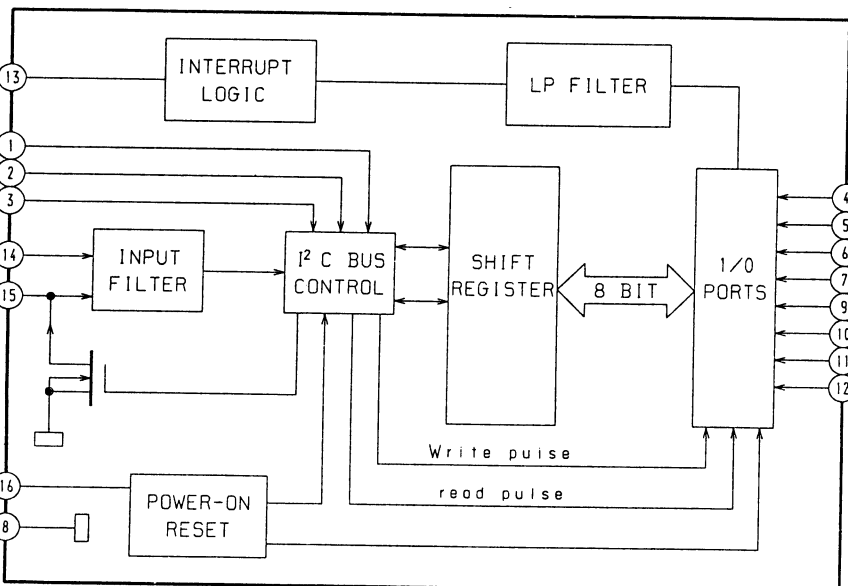 13
INTERRUPT
LOGIC
LP FILTER
1
2
3
14
15
INPUT
FILTER
I² C BUS
CONTROL
SHIFT
REGISTER
8 BIT
I/O
PORTS
4
5
6
7
9
10
11
12
Write pulse
read pulse
16
8
POWER-ON
RESET